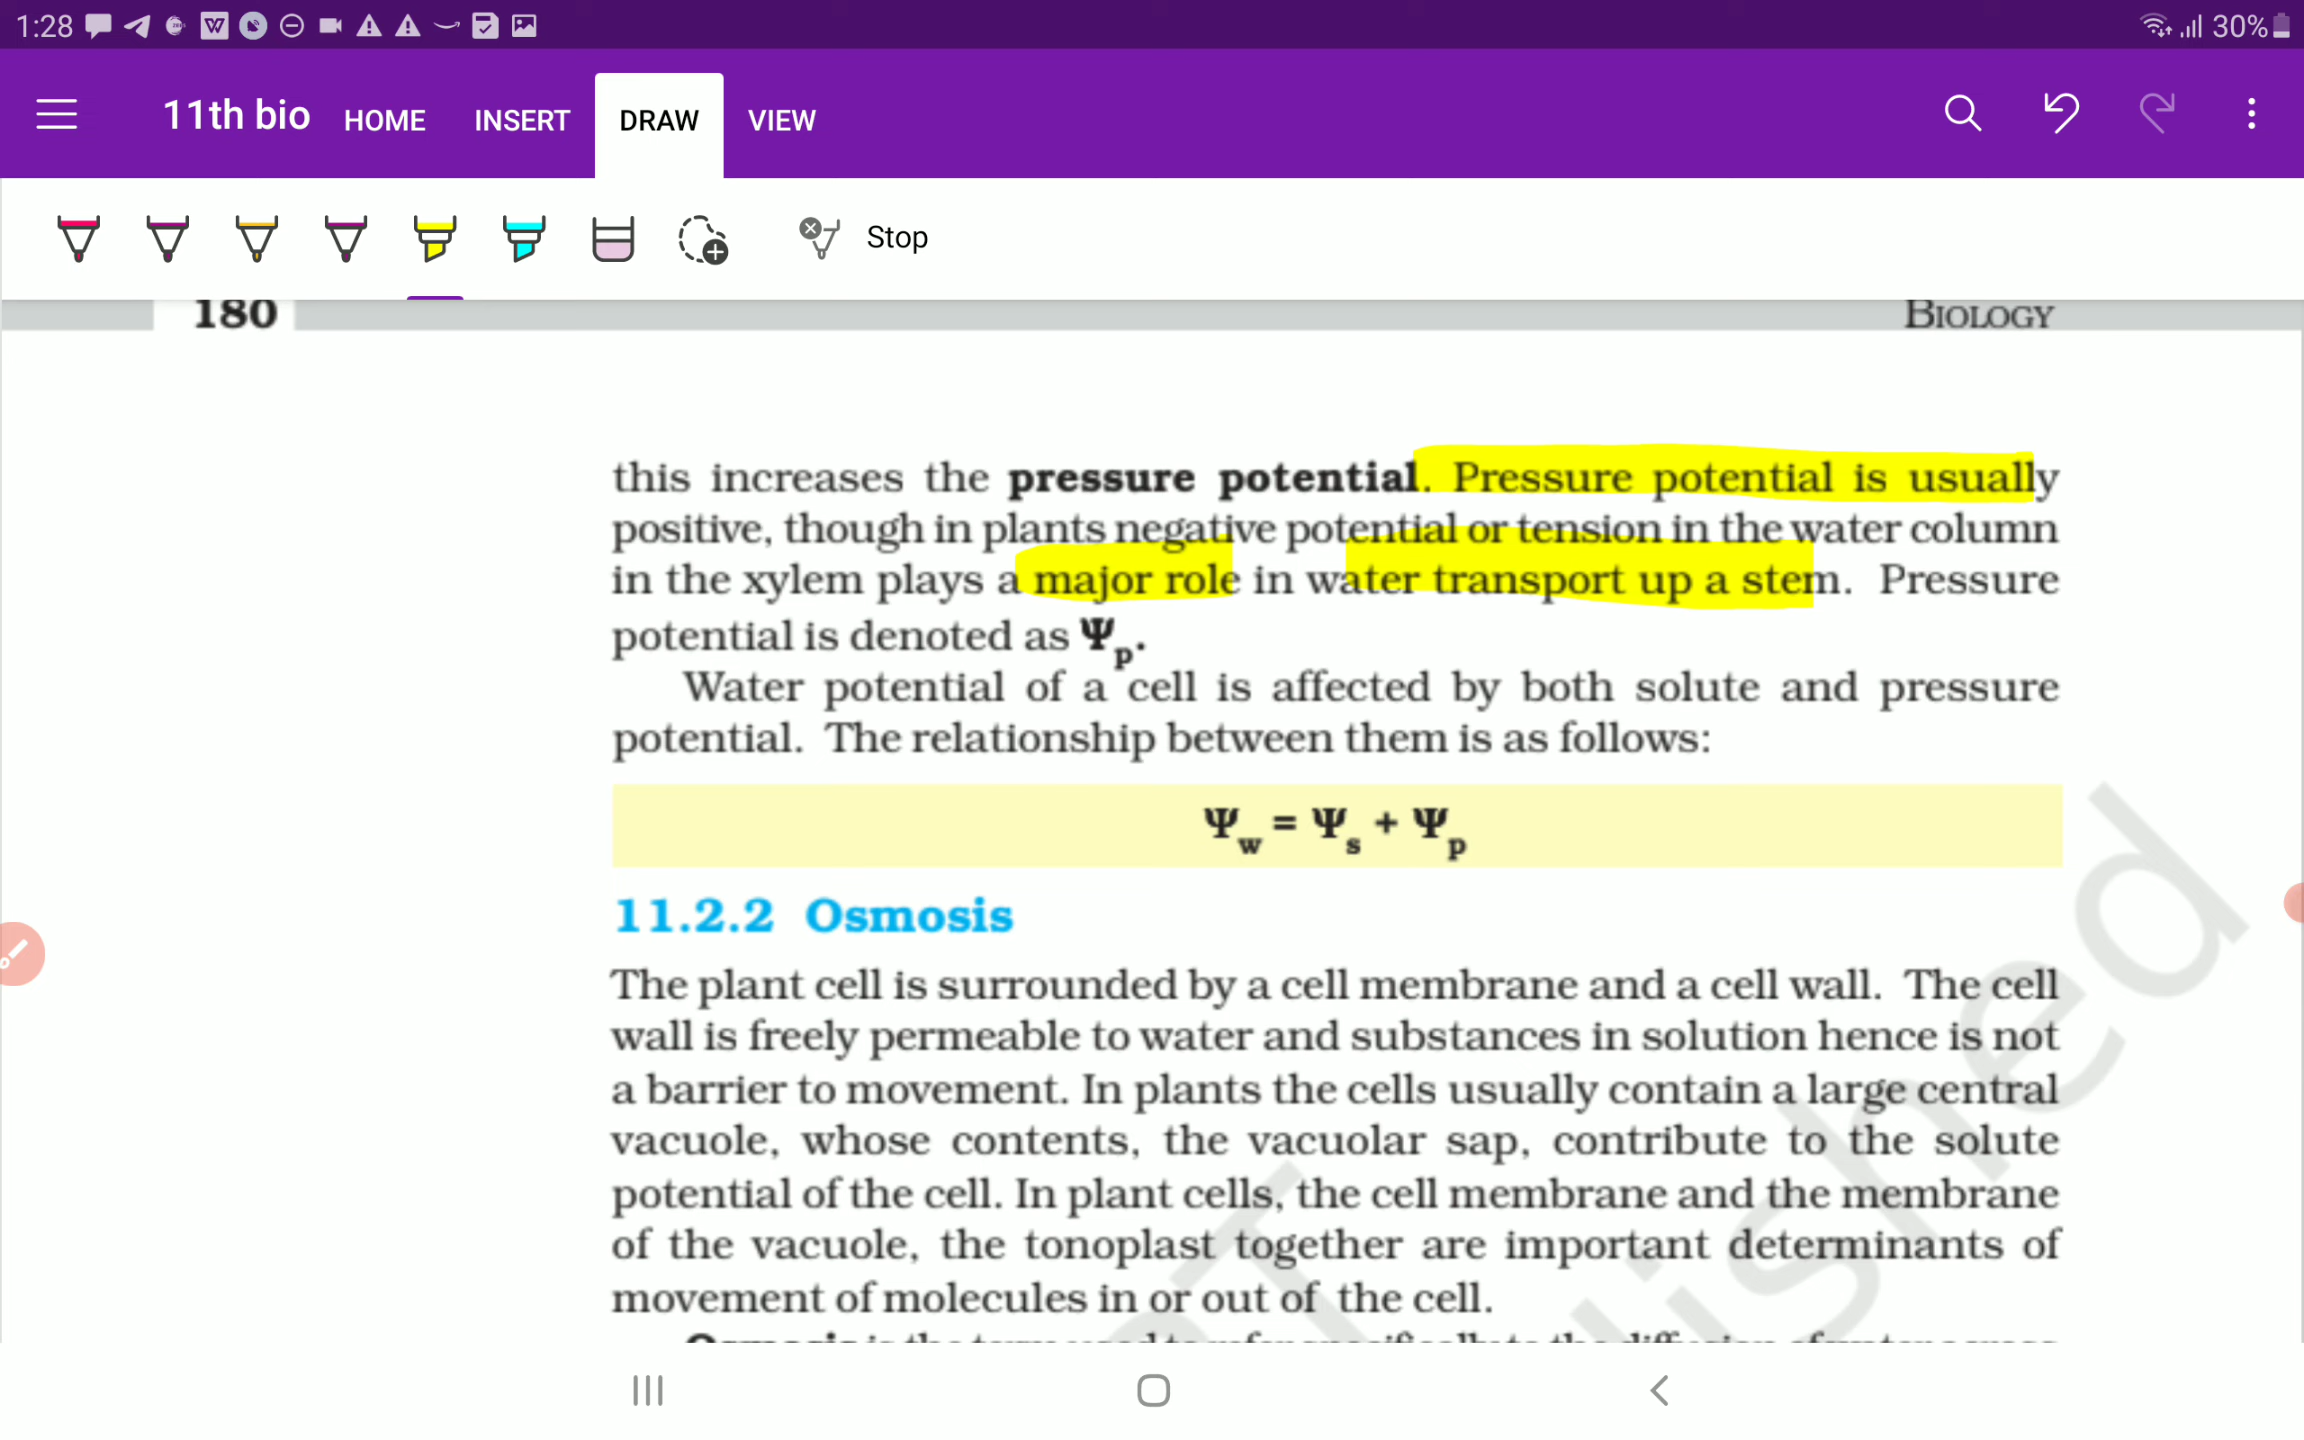 1:28 30%
11th bio HOME INSERT DRAW VIEW
Stop
180 BIOLOGY
this increases the pressure potential. Pressure potential is usually
positive, though in plants negative potential or tension in the water column
in the xylem plays a major role in water transport up a stem. Pressure
potential is denoted as Ψp.
Water potential of a cell is affected by both solute and pressure
potential. The relationship between them is as follows:
Ψw = Ψs + Ψp
11.2.2 Osmosis
The plant cell is surrounded by a cell membrane and a cell wall. The cell
wall is freely permeable to water and substances in solution hence is not
a barrier to movement. In plants the cells usually contain a large central
vacuole, whose contents, the vacuolar sap, contribute to the solute
potential of the cell. In plant cells, the cell membrane and the membrane
of the vacuole, the tonoplast together are important determinants of
movement of molecules in or out of the cell.